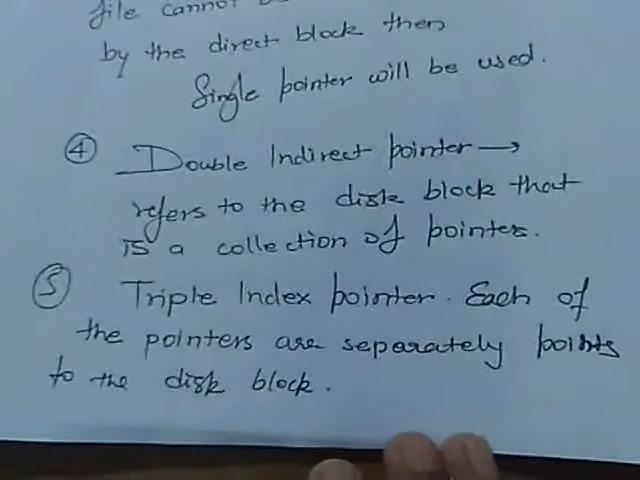 file cannot
by the direct block then
Single pointer will be used.
④ Double Indirect pointer →
refers to the disk block that
is a collection of pointers.
⑤ Triple Index pointer. Each of
the pointers are separately points
to the disk block.